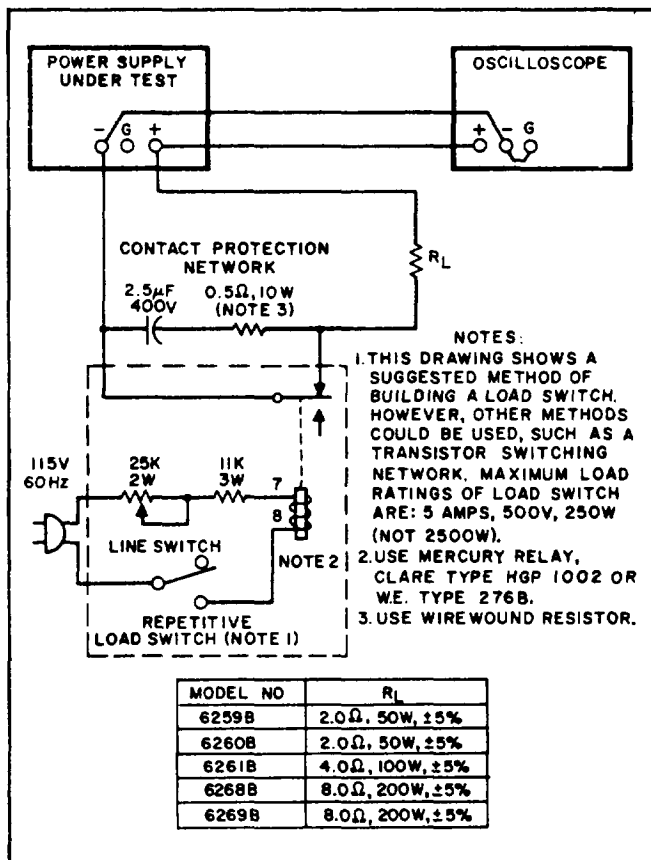 POWER SUPPLY
UNDER TEST
OSCILLOSCOPE
- G +
+ - G
CONTACT PROTECTION
NETWORK
2.5µF
400V
0.5Ω, 10W
(NOTE 3)
RL
115V
60Hz
25K
2W
11K
3W
7
8
LINE SWITCH
NOTE 2
REPETITIVE
LOAD SWITCH (NOTE 1)
NOTES:
1. THIS DRAWING SHOWS A
SUGGESTED METHOD OF
BUILDING A LOAD SWITCH.
HOWEVER, OTHER METHODS
COULD BE USED, SUCH AS A
TRANSISTOR SWITCHING
NETWORK. MAXIMUM LOAD
RATINGS OF LOAD SWITCH
ARE: 5 AMPS, 500V, 250W
(NOT 2500W).
2. USE MERCURY RELAY,
CLARE TYPE HGP 1002 OR
W.E. TYPE 276B.
3. USE WIREWOUND RESISTOR.
MODEL NO RL
6259B 2.0Ω, 50W, ±5%
6260B 2.0Ω, 50W, ±5%
6261B 4.0Ω, 100W, ±5%
6268B 8.0Ω, 200W, ±5%
6269B 8.0Ω, 200W, ±5%